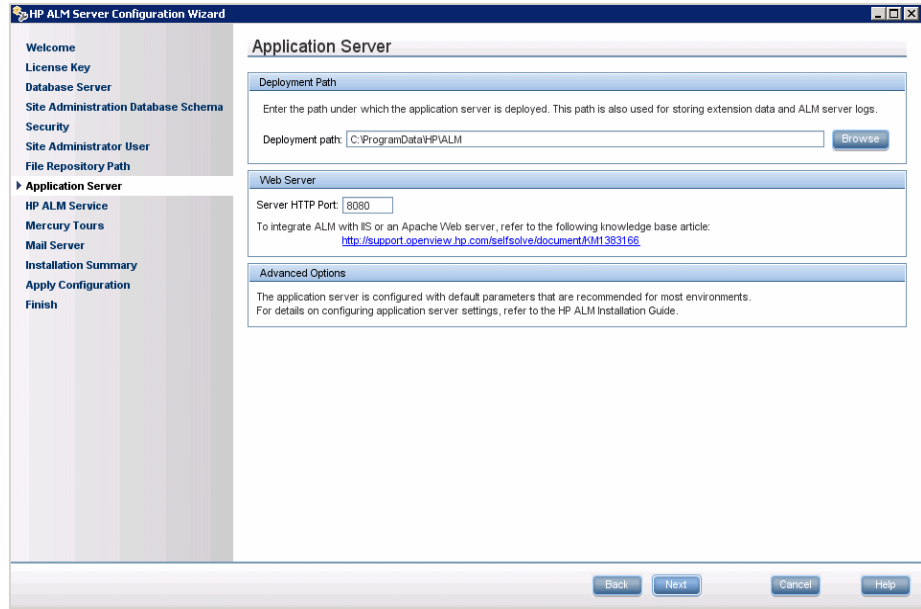 HP ALM Server Configuration Wizard
Welcome
License Key
Database Server
Site Administration Database Schema
Security
Site Administrator User
File Repository Path
Application Server
HP ALM Service
Mercury Tours
Mail Server
Installation Summary
Apply Configuration
Finish
Application Server
Deployment Path
Enter the path under which the application server is deployed. This path is also used for storing extension data and ALM server logs.
Deployment path: C:\ProgramData\HP\ALM Browse
Web Server
Server HTTP Port: 8080
To integrate ALM with IIS or an Apache Web server, refer to the following knowledge base article:
http://support.openview.hp.com/selfsolve/document/KM1383166
Advanced Options
The application server is configured with default parameters that are recommended for most environments.
For details on configuring application server settings, refer to the HP ALM Installation Guide.
Back Next Cancel Help